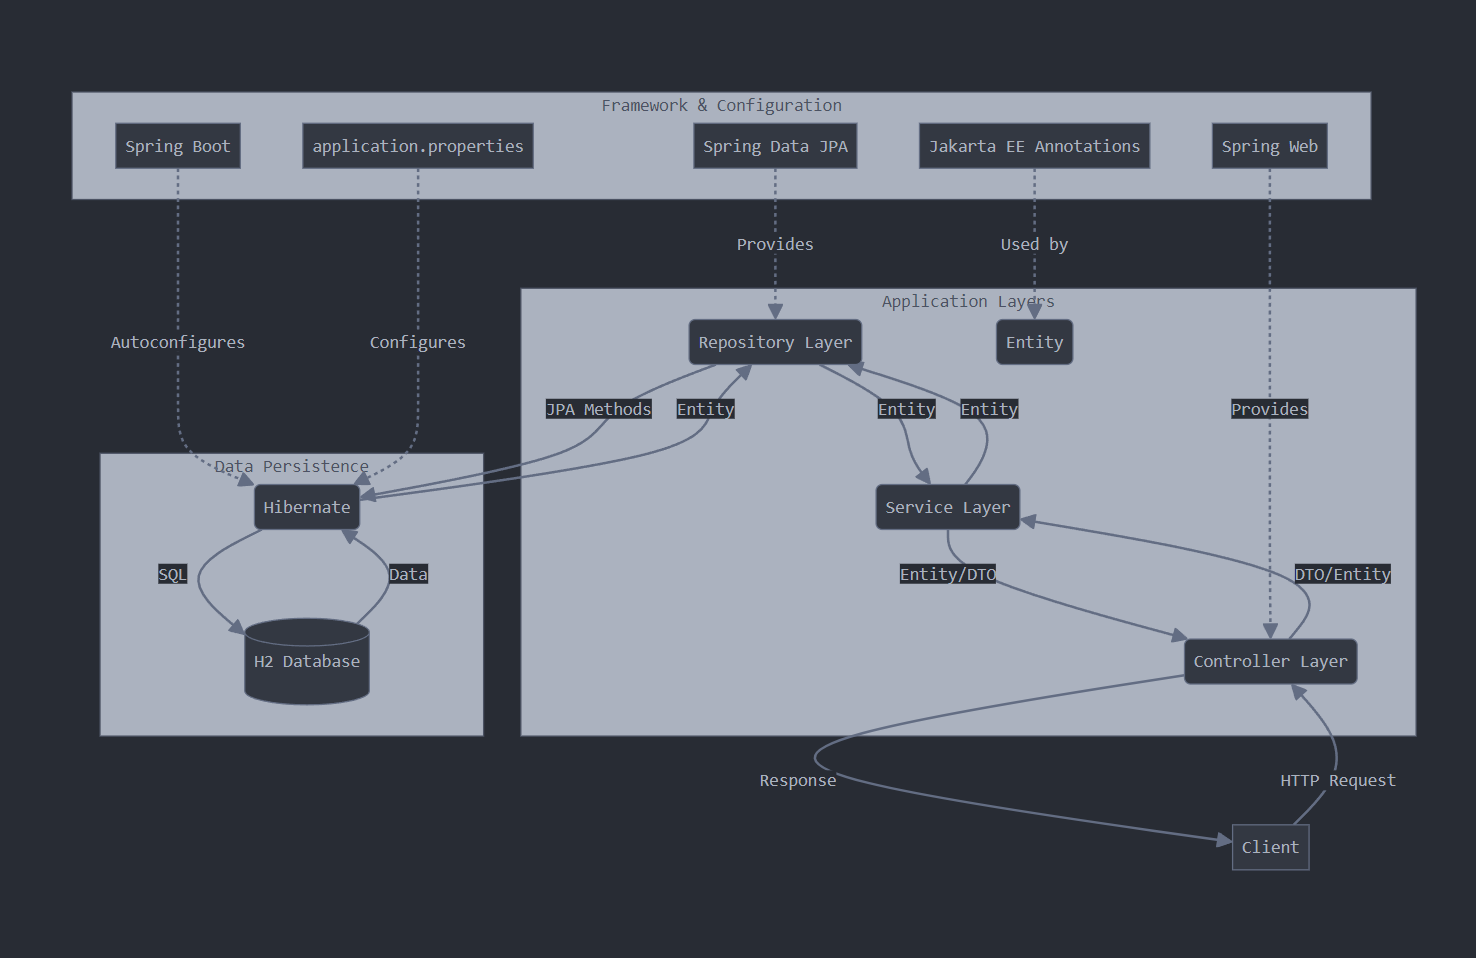 Framework & Configuration
Spring Boot
application.properties
Spring Data JPA
Jakarta EE Annotations
Spring Web
Provides
Used by
Application Layers
Autoconfigures
Configures
Repository Layer
Entity
JPA Methods
Entity
Entity
Entity
Provides
Data Persistence
Hibernate
Service Layer
SQL
Data
Entity/DTO
DTO/Entity
H2 Database
Controller Layer
Response
HTTP Request
Client